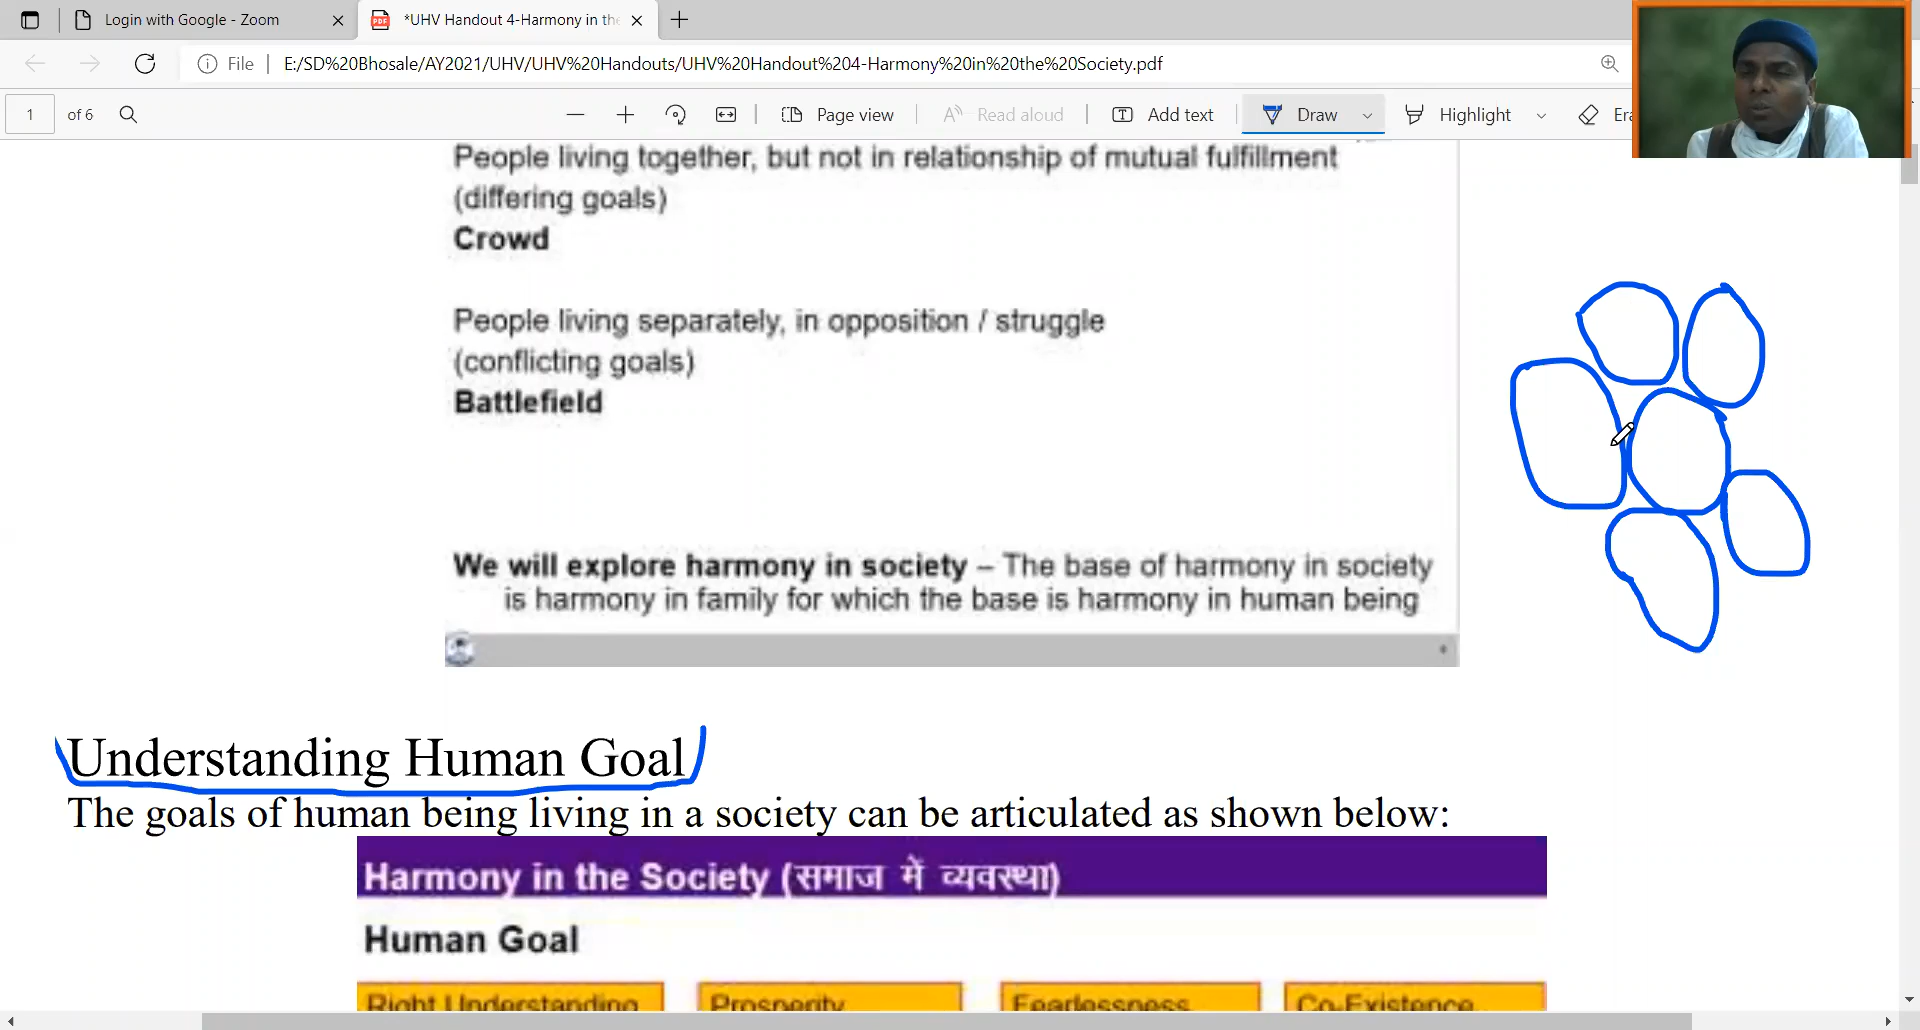 Login with Google - Zoom
*UHV Handout 4-Harmony in the
File
E:/SD%20Bhosale/AY2021/UHV/UHV%20Handouts/UHV%20Handout%204-Harmony%20in%20the%20Society.pdf
1 of 6
Page view
Read aloud
Add text
Draw
Highlight
People living together, but not in relationship of mutual fulfillment
(differing goals)
Crowd
People living separately, in opposition / struggle
(conflicting goals)
Battlefield
We will explore harmony in society – The base of harmony in society
is harmony in family for which the base is harmony in human being
Understanding Human Goal
The goals of human being living in a society can be articulated as shown below:
Harmony in the Society (समाज में व्यवस्था)
Human Goal
Right Understanding Prosperity Fearlessness Co-Existence